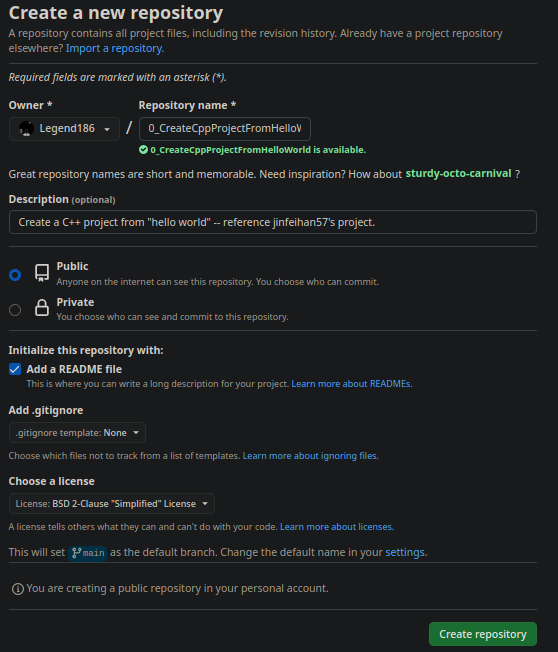 Create a new repository
A repository contains all project files, including the revision history. Already have a project repository
elsewhere? Import a repository.
Required fields are marked with an asterisk (*).
Owner *
Repository name *
Legend186
/
0_CreateCppProjectFromHelloW
0_CreateCppProjectFromHelloWorld is available.
Great repository names are short and memorable. Need inspiration? How about sturdy-octo-carnival ?
Description (optional)
Create a C++ project from "hello world" -- reference jinfeihan57's project.
Public
Anyone on the internet can see this repository. You choose who can commit.
Private
You choose who can see and commit to this repository.
Initialize this repository with:
Add a README file
This is where you can write a long description for your project. Learn more about READMEs.
Add .gitignore
.gitignore template: None
Choose which files not to track from a list of templates. Learn more about ignoring files.
Choose a license
License: BSD 2-Clause "Simplified" License
A license tells others what they can and can't do with your code. Learn more about licenses.
This will set main as the default branch. Change the default name in your settings.
You are creating a public repository in your personal account.
Create repository